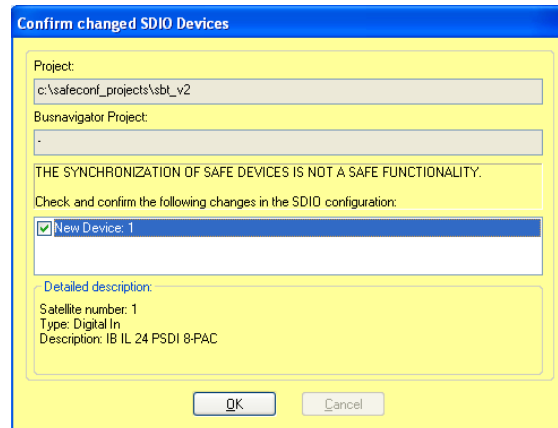 Confirm changed SDIO Devices
Project:
c:\safeconf_projects\sbt_v2
Busnavigator Project:
-
THE SYNCHRONIZATION OF SAFE DEVICES IS NOT A SAFE FUNCTIONALITY.
Check and confirm the following changes in the SDIO configuration:
New Device: 1
Detailed description:
Satellite number: 1
Type: Digital In
Description: IB IL 24 PSDI 8-PAC
OK Cancel